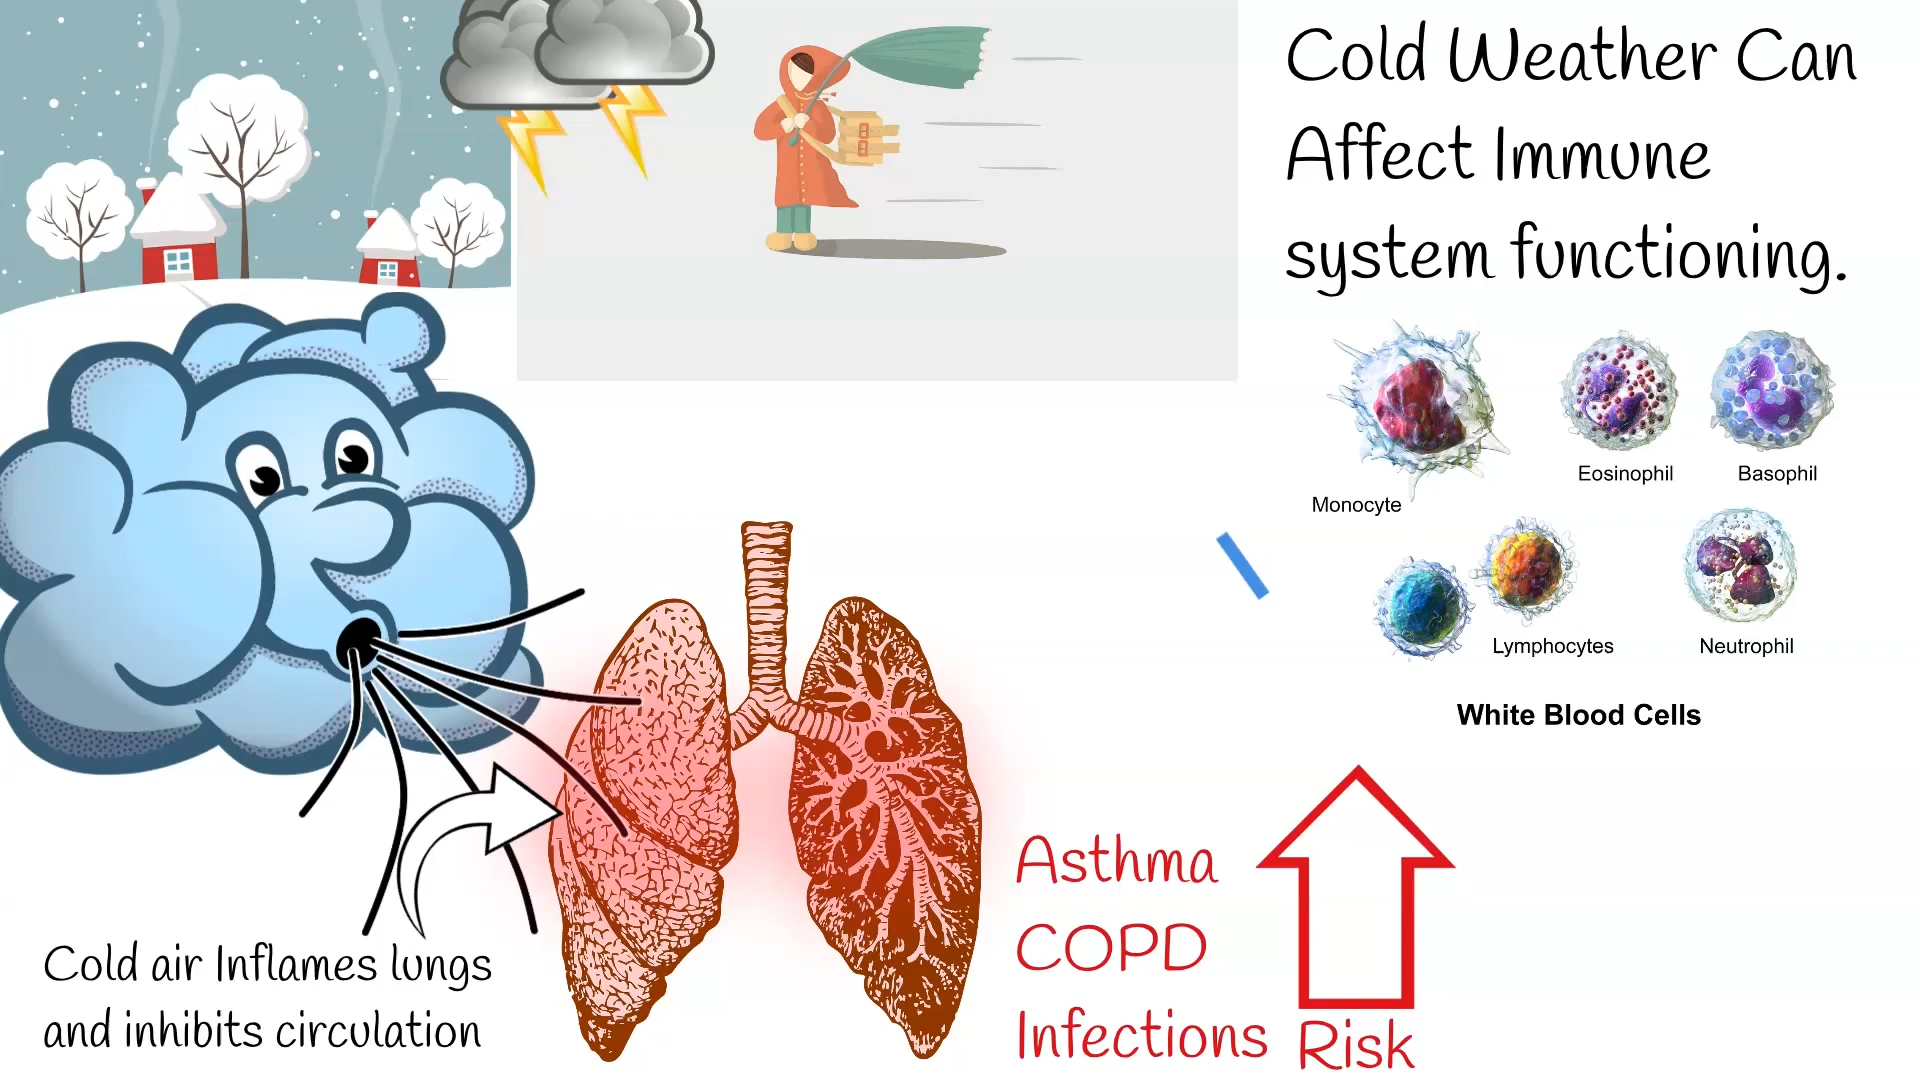 Cold Weather Can
Affect Immune
system functioning.
Monocyte
Eosinophil
Basophil
Lymphocytes
Neutrophil
White Blood Cells
Cold air Inflames lungs
and inhibits circulation
Asthma
COPD
Infections
Risk